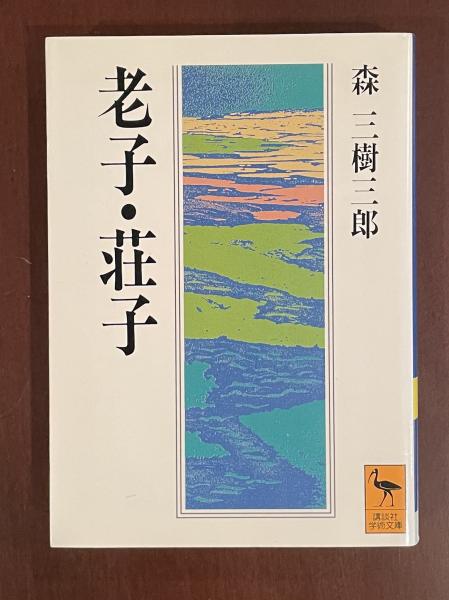 森 三樹三郎
老子・荘子
講談社
学術文庫